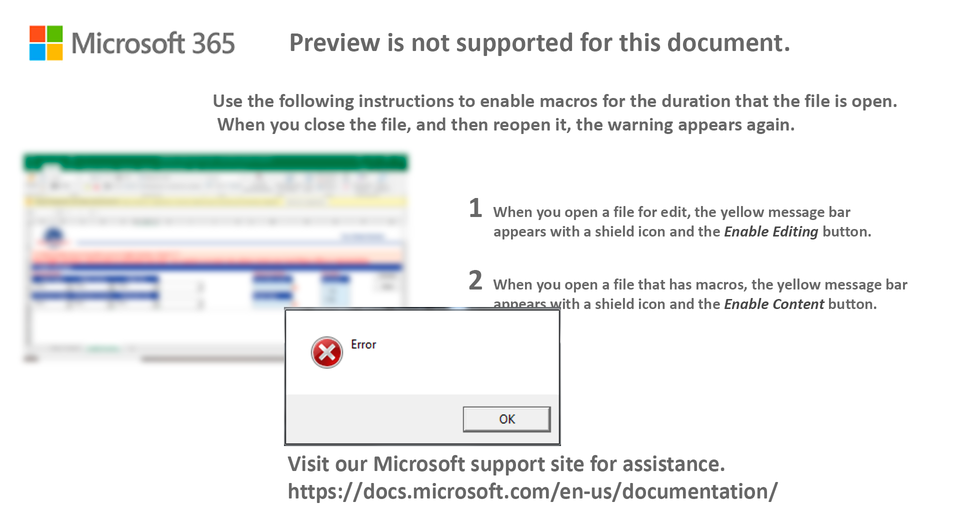 Microsoft 365
Preview is not supported for this document.
Use the following instructions to enable macros for the duration that the file is open.
When you close the file, and then reopen it, the warning appears again.
1 When you open a file for edit, the yellow message bar
appears with a shield icon and the Enable Editing button.
2 When you open a file that has macros, the yellow message bar
appears with a shield icon and the Enable Content button.
Error
OK
Visit our Microsoft support site for assistance.
https://docs.microsoft.com/en-us/documentation/